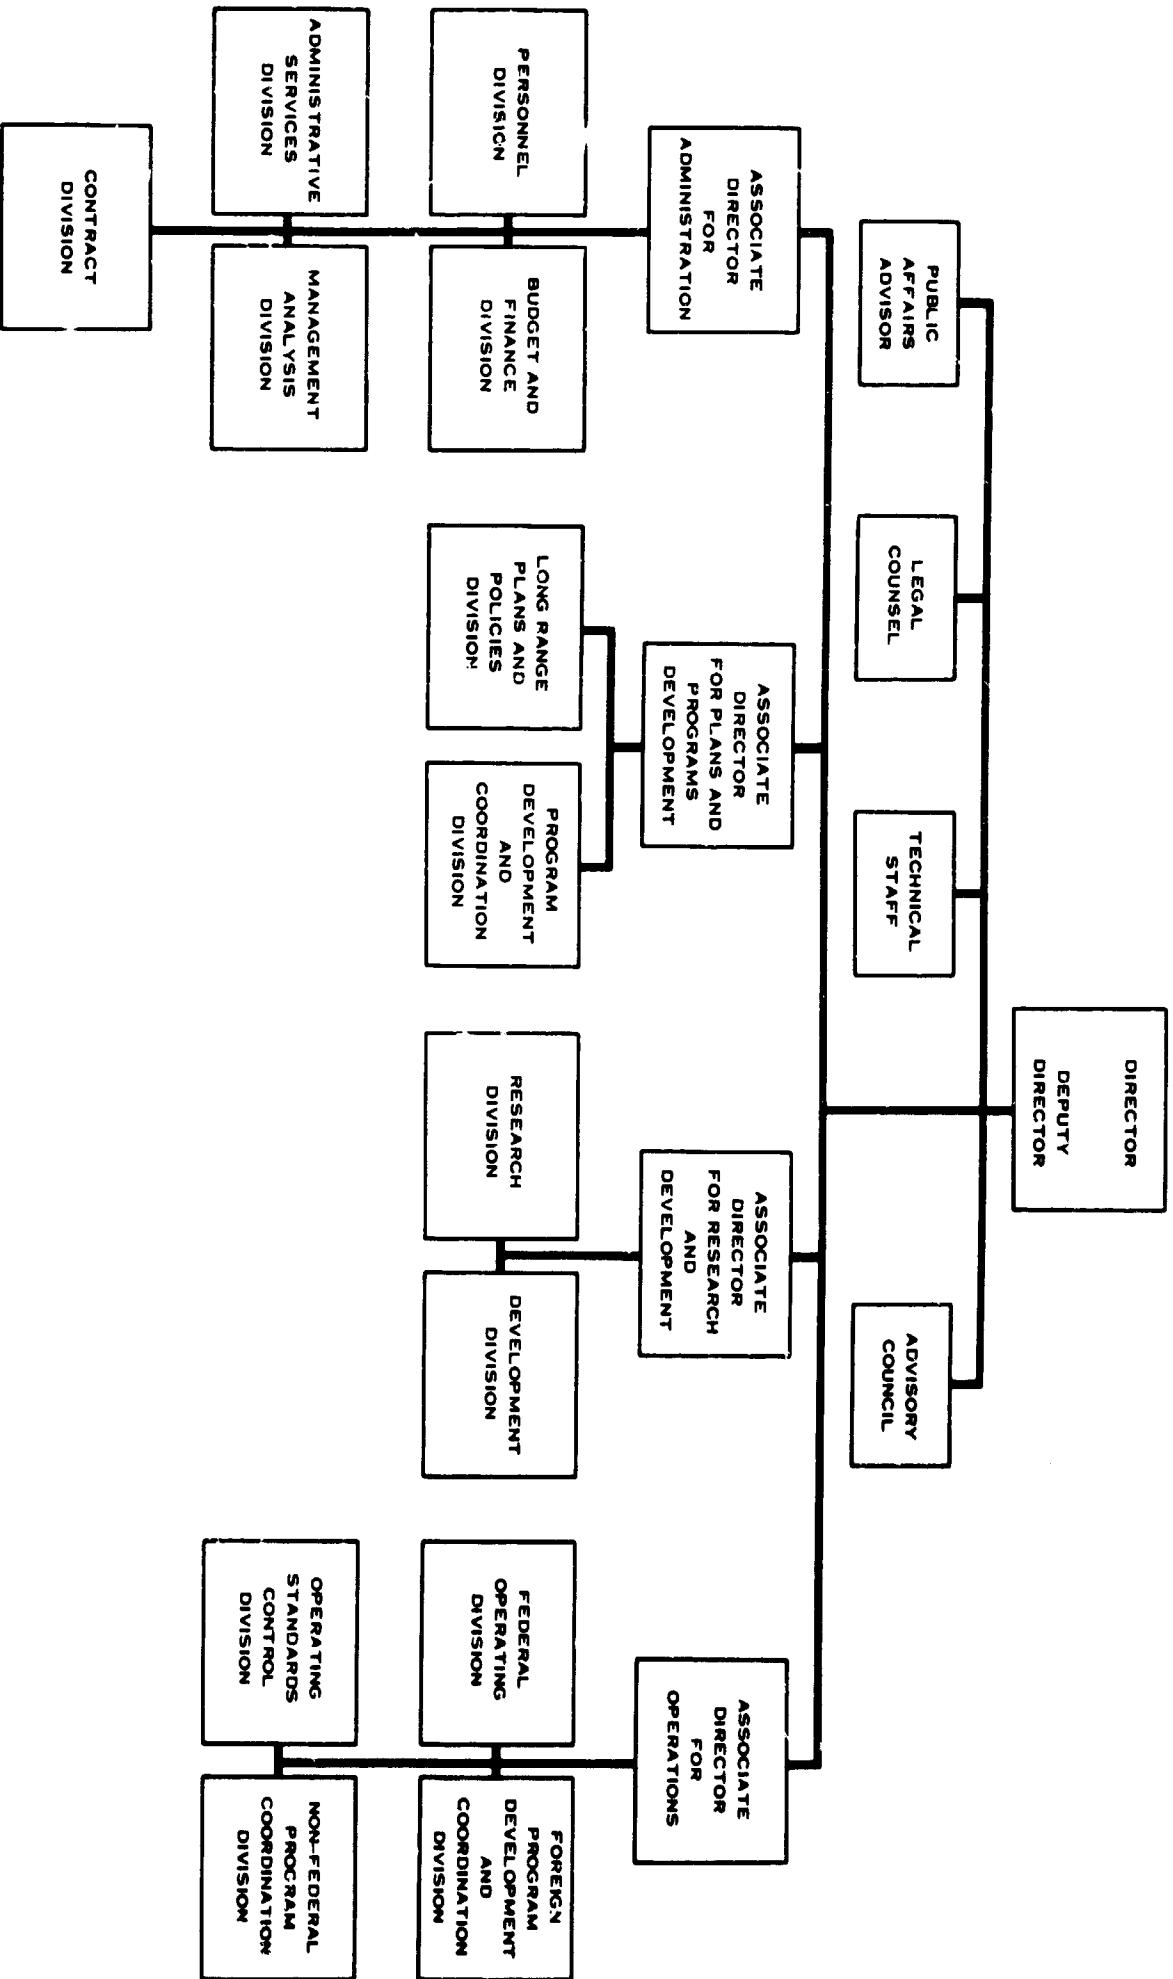 DIRECTOR
DEPUTY
DIRECTOR
PUBLIC
AFFAIRS
ADVISOR
LEGAL
COUNSEL
TECHNICAL
STAFF
ADVISORY
COUNCIL
ASSOCIATE
DIRECTOR
FOR
ADMINISTRATION
ASSOCIATE
DIRECTOR
FOR PLANS AND
PROGRAMS
DEVELOPMENT
ASSOCIATE
DIRECTOR
FOR RESEARCH
AND
DEVELOPMENT
ASSOCIATE
DIRECTOR
FOR
OPERATIONS
PERSONNEL
DIVISION
BUDGET AND
FINANCE
DIVISION
LONG RANGE
PLANS AND
POLICIES
DIVISION
PROGRAM
DEVELOPMENT
AND
COORDINATION
DIVISION
RESEARCH
DIVISION
DEVELOPMENT
DIVISION
FEDERAL
OPERATING
DIVISION
FOREIGN
PROGRAM
DEVELOPMENT
AND
COORDINATION
DIVISION
ADMINISTRATIVE
SERVICES
DIVISION
MANAGEMENT
ANALYSIS
DIVISION
OPERATING
STANDARDS
CONTROL
DIVISION
NON-FEDERAL
PROGRAM
COORDINATION
DIVISION
CONTRACT
DIVISION